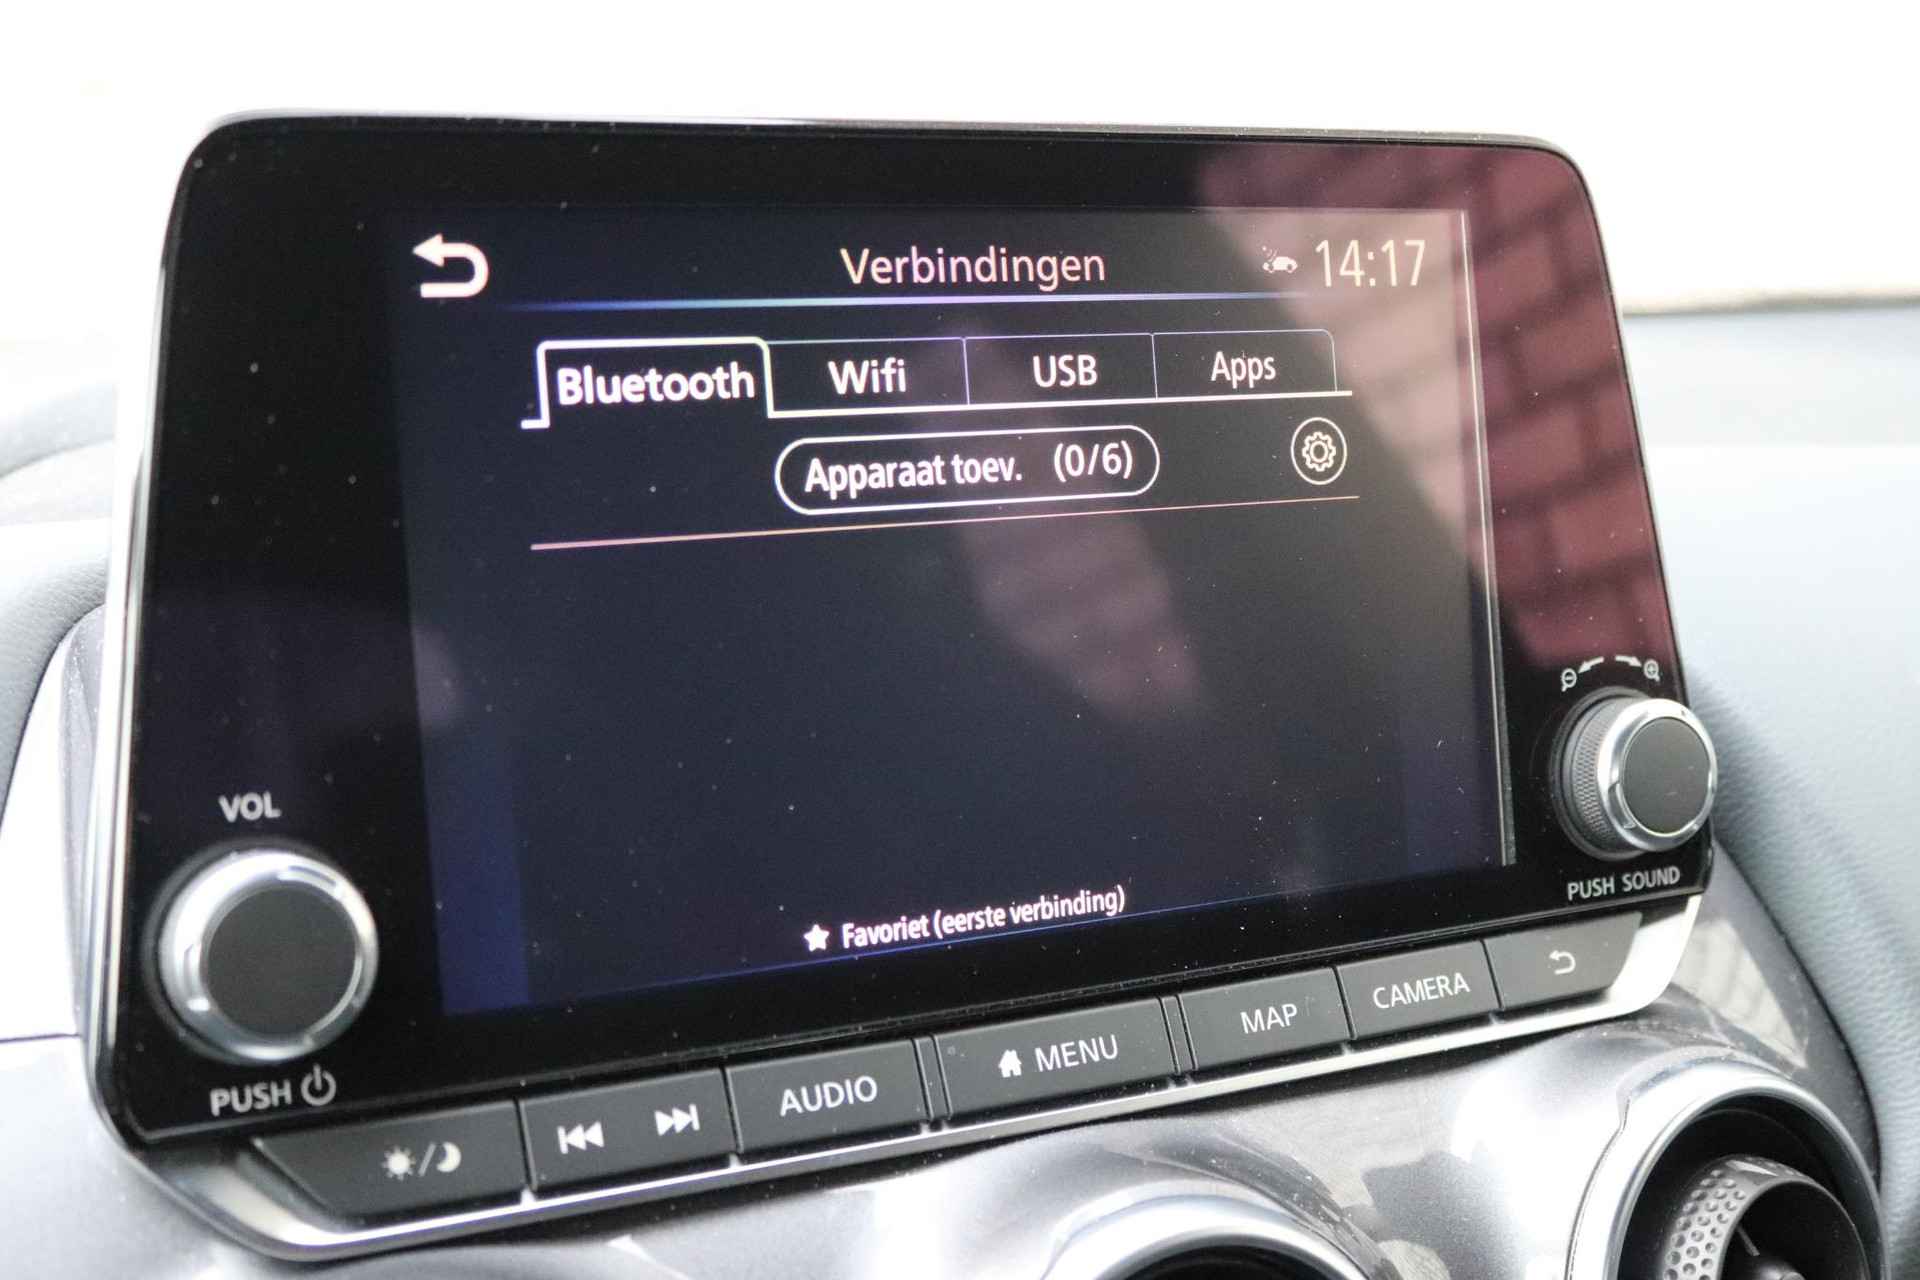 Verbindingen 14:17
Bluetooth Wifi USB Apps
Apparaat toev. (0/6)
Favoriet (eerste verbinding)
VOL
PUSH
PUSH SOUND
AUDIO MENU MAP CAMERA